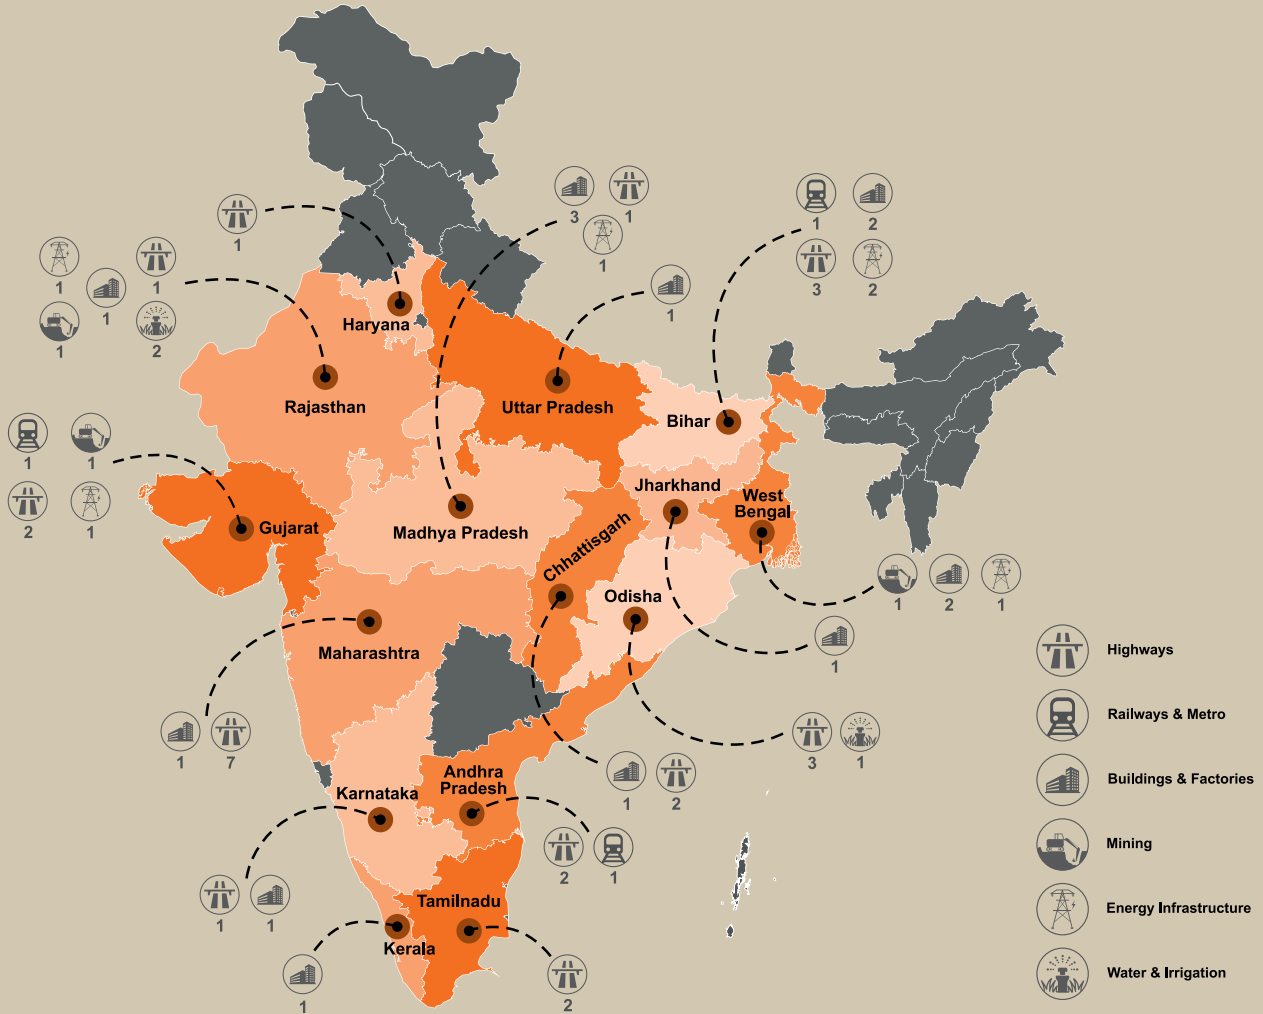 3 1
1
1 2
3 2
1
1 1
1
1 2
1
Haryana
Rajasthan
Uttar Pradesh
Bihar
1 1
2 1
Gujarat
Madhya Pradesh
Chhattisgarh
Jharkhand
West
Bengal
Odisha
Maharashtra
1 2 1
1
1 7
3 1
1 2
Karnataka
Andhra
Pradesh
2 1
1 1
Tamilnadu
Kerala
1
2
Highways
Railways & Metro
Buildings & Factories
Mining
Energy Infrastructure
Water & Irrigation
1